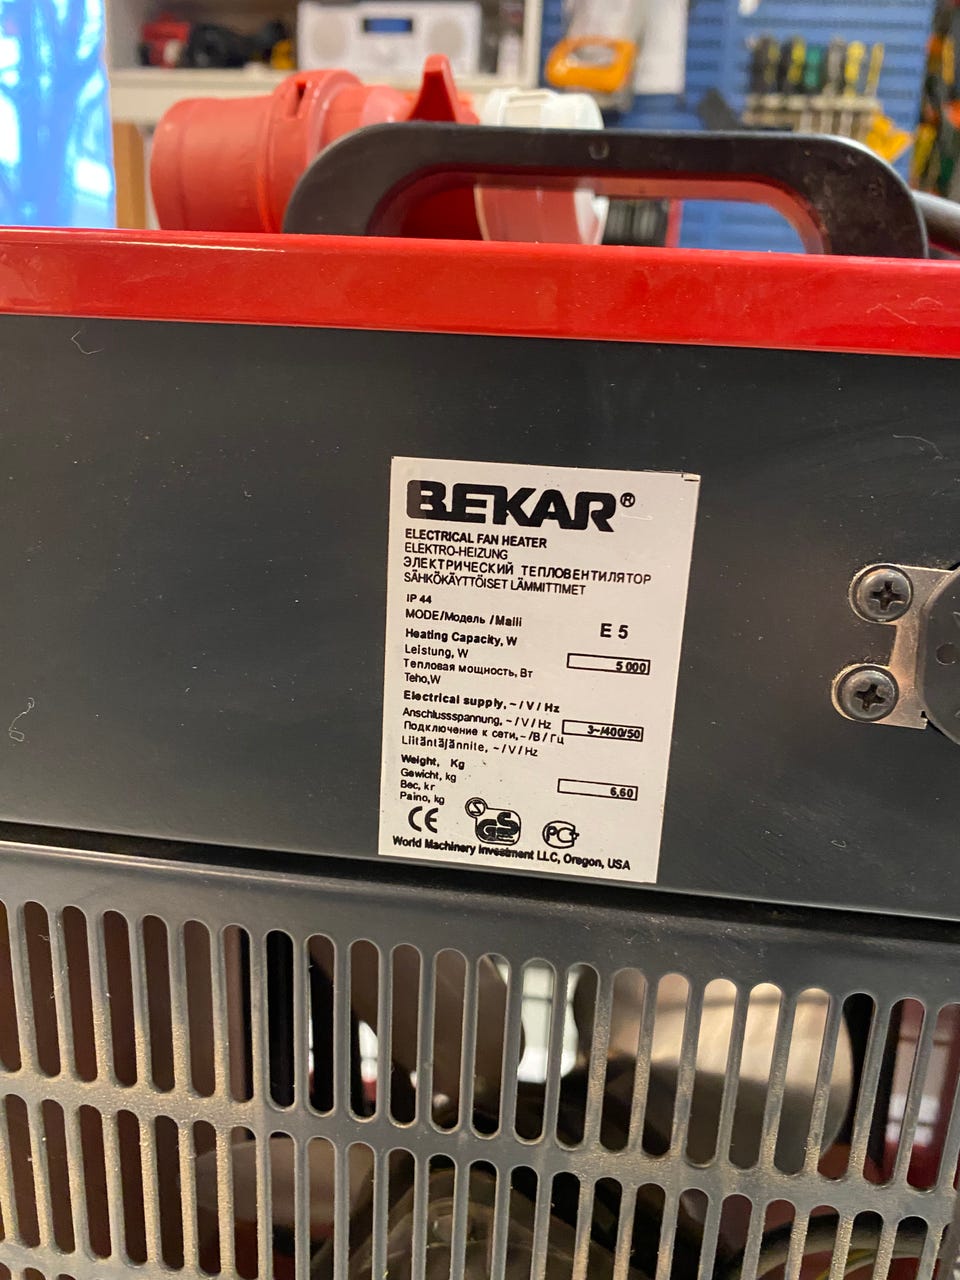 BEKAR®
ELECTRICAL FAN HEATER
ELEKTRO-HEIZUNG
ЭЛЕКТРИЧЕСКИЙ ТЕПЛОВЕНТИЛЯТОР
SÄHKÖKÄYTTÖISET LÄMMITTIMET
IP 44
MODE/Модель /Malli E 5
Heating Capacity, W
Leistung, W 5 000
Тепловая мощность, Вт
Teho,W
Electrical supply, ~/V/Hz
Anschlussspannung, ~/V/Hz 3~/400/50
Подключение к сети, ~/В/Гц
Liitäntäjännite, ~/V/Hz
Weight, Kg
Gewicht, kg 6,60
Вес, кг
Paino, kg
CE S GS РСТ
World Machinery Investment LLC, Oregon, USA